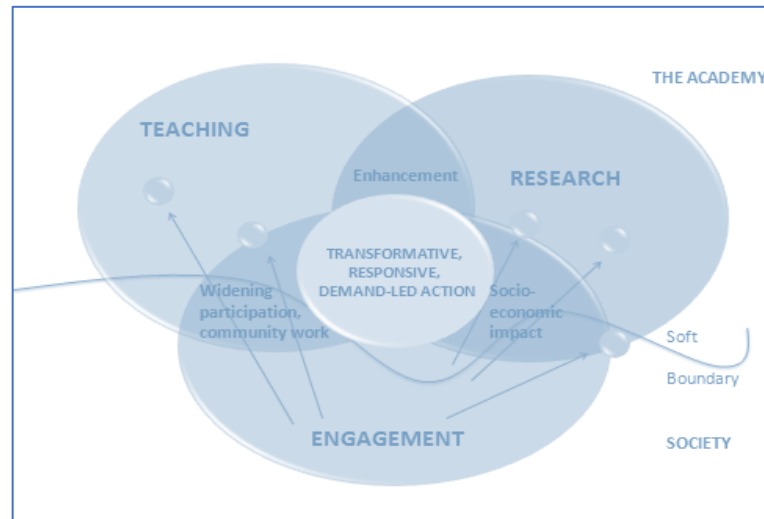 THE ACADEMY
TEACHING
Enhancement
RESEARCH
TRANSFORMATIVE,
RESPONSIVE,
DEMAND-LED ACTION
Widening
participation,
community work
Socio-
economic
impact
Soft
Boundary
ENGAGEMENT
SOCIETY